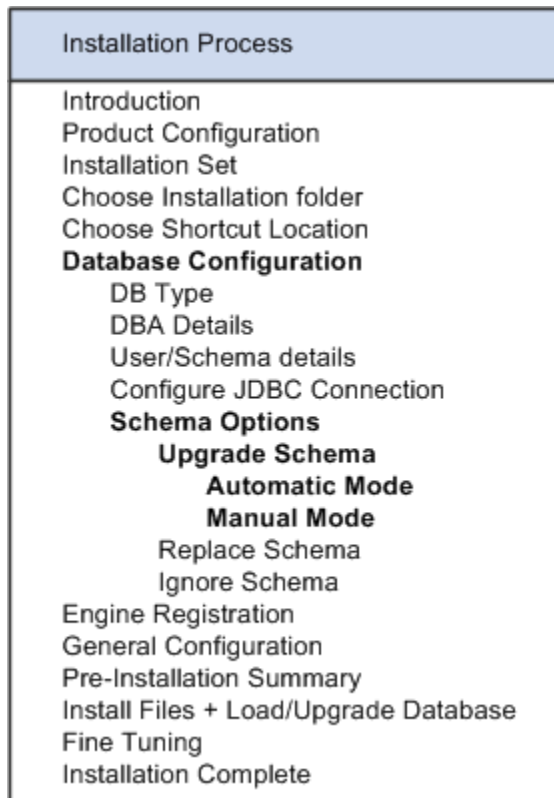 Installation Process
Introduction
Product Configuration
Installation Set
Choose Installation folder
Choose Shortcut Location
Database Configuration
DB Type
DBA Details
User/Schema details
Configure JDBC Connection
Schema Options
Upgrade Schema
Automatic Mode
Manual Mode
Replace Schema
Ignore Schema
Engine Registration
General Configuration
Pre-Installation Summary
Install Files + Load/Upgrade Database
Fine Tuning
Installation Complete